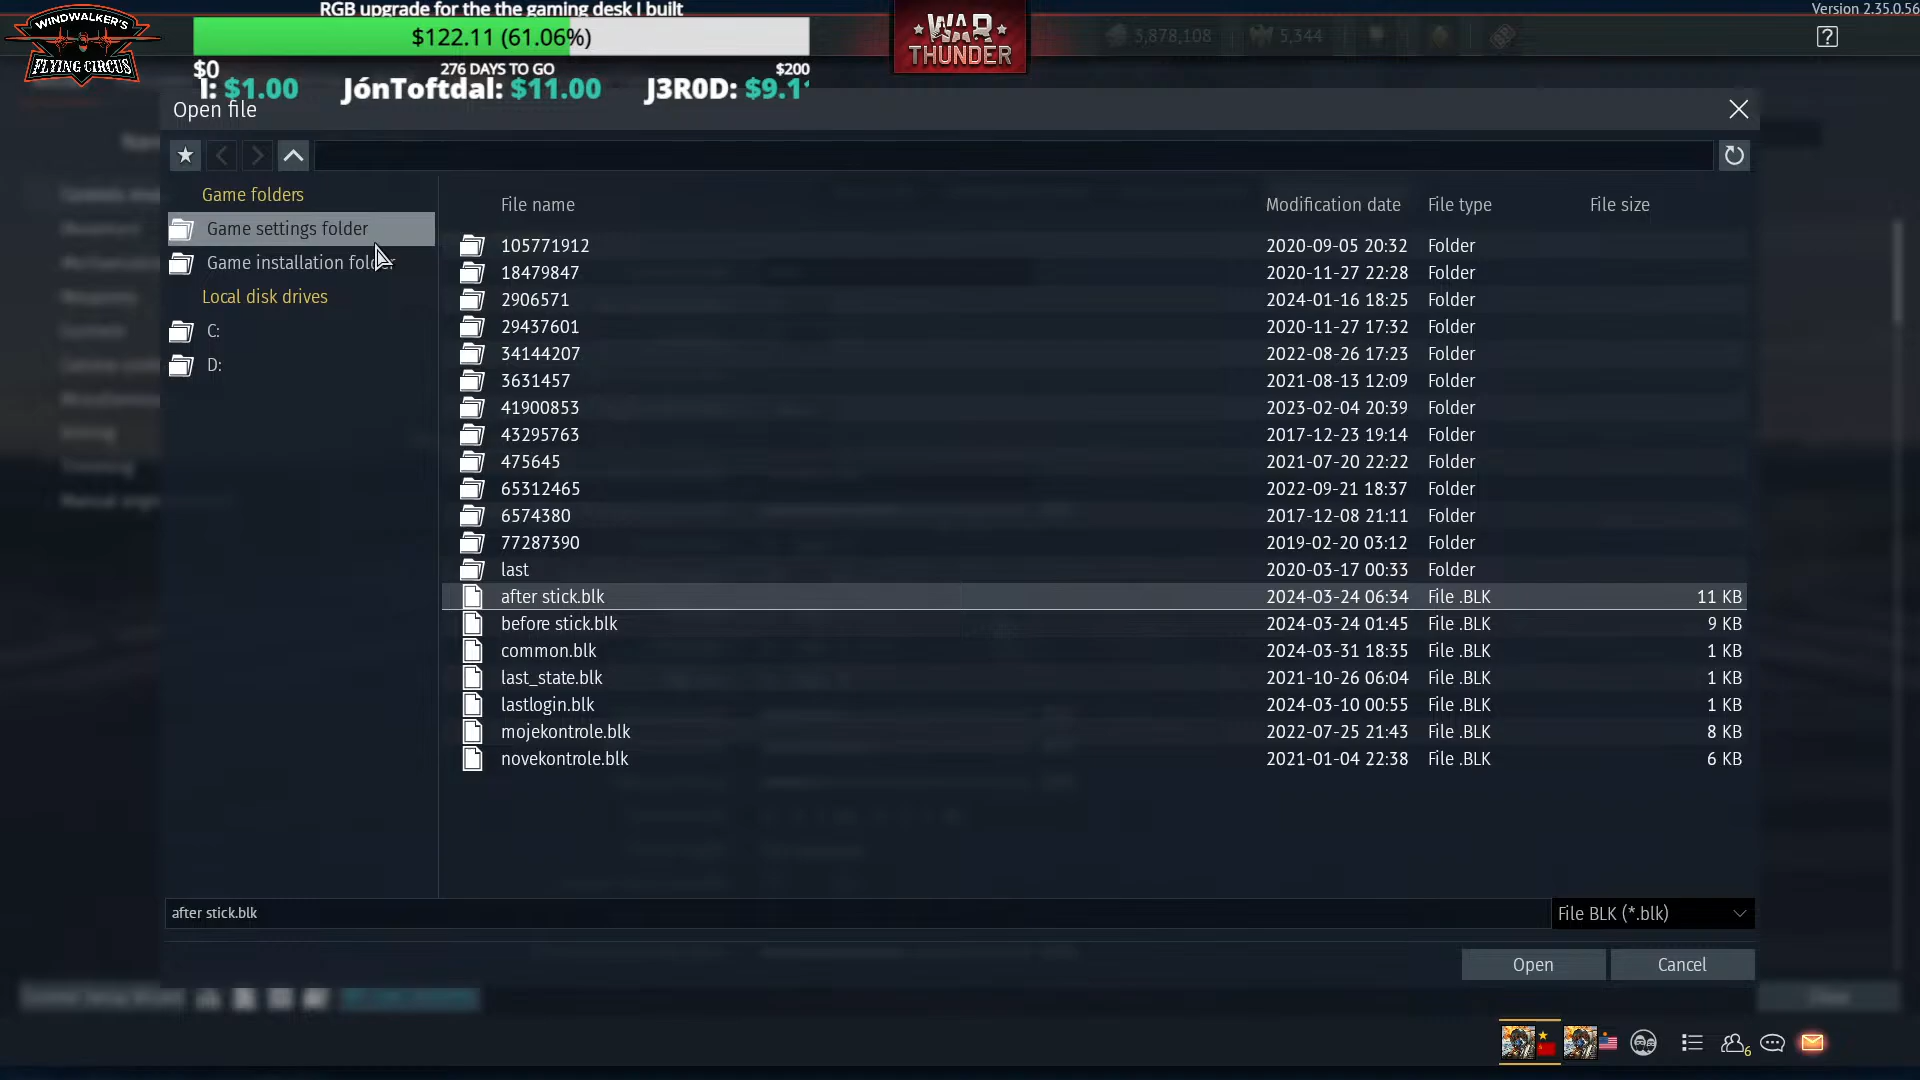 RGB upgrade for the the gaming desk I built
Version 2.35.0.56
WINDWALKER'S
FLYING CIRCUS
$122.11 (61.06%)
WAR
THUNDER
3,878,108
5,344
$0
276 DAYS TO GO
$200
$1.00
JónToftdal: $11.00
J3R0D: $9.1
Open file
Game folders
Game settings folder
Game installation folder
Local disk drives
C:
D:
File name Modification date File type File size
105771912 2020-09-05 20:32 Folder
18479847 2020-11-27 22:28 Folder
2906571 2024-01-16 18:25 Folder
29437601 2020-11-27 17:32 Folder
34144207 2022-08-26 17:23 Folder
3631457 2021-08-13 12:09 Folder
41900853 2023-02-04 20:39 Folder
43295763 2017-12-23 19:14 Folder
475645 2021-07-20 22:22 Folder
65312465 2022-09-21 18:37 Folder
6574380 2017-12-08 21:11 Folder
77287390 2019-02-20 03:12 Folder
last 2020-03-17 00:33 Folder
after stick.blk 2024-03-24 06:34 File .BLK 11 KB
before stick.blk 2024-03-24 01:45 File .BLK 9 KB
common.blk 2024-03-31 18:35 File .BLK 1 KB
last_state.blk 2021-10-26 06:04 File .BLK 1 KB
lastlogin.blk 2024-03-10 00:55 File .BLK 1 KB
mojekontrole.blk 2022-07-25 21:43 File .BLK 8 KB
novekontrole.blk 2021-01-04 22:38 File .BLK 6 KB
after stick.blk
File BLK (*.blk)
Open
Cancel
6